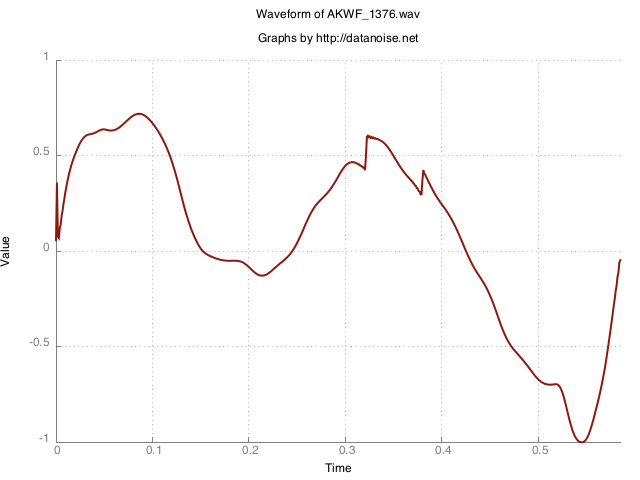 Waveform of AKWF_1376.wav
Graphs by http://datanoise.net
1
0.5
0
-0.5
-1
Value
0 0.1 0.2 0.3 0.4 0.5
Time